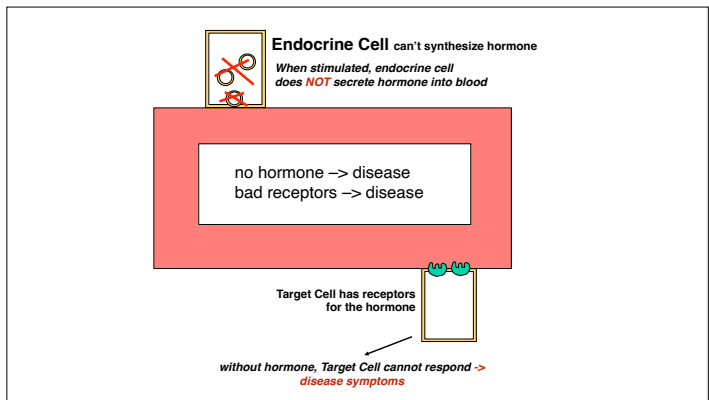 Endocrine Cell can't synthesize hormone
When stimulated, endocrine cell
does NOT secrete hormone into blood
no hormone –> disease
bad receptors –> disease
Target Cell has receptors
for the hormone
without hormone, Target Cell cannot respond ->
disease symptoms